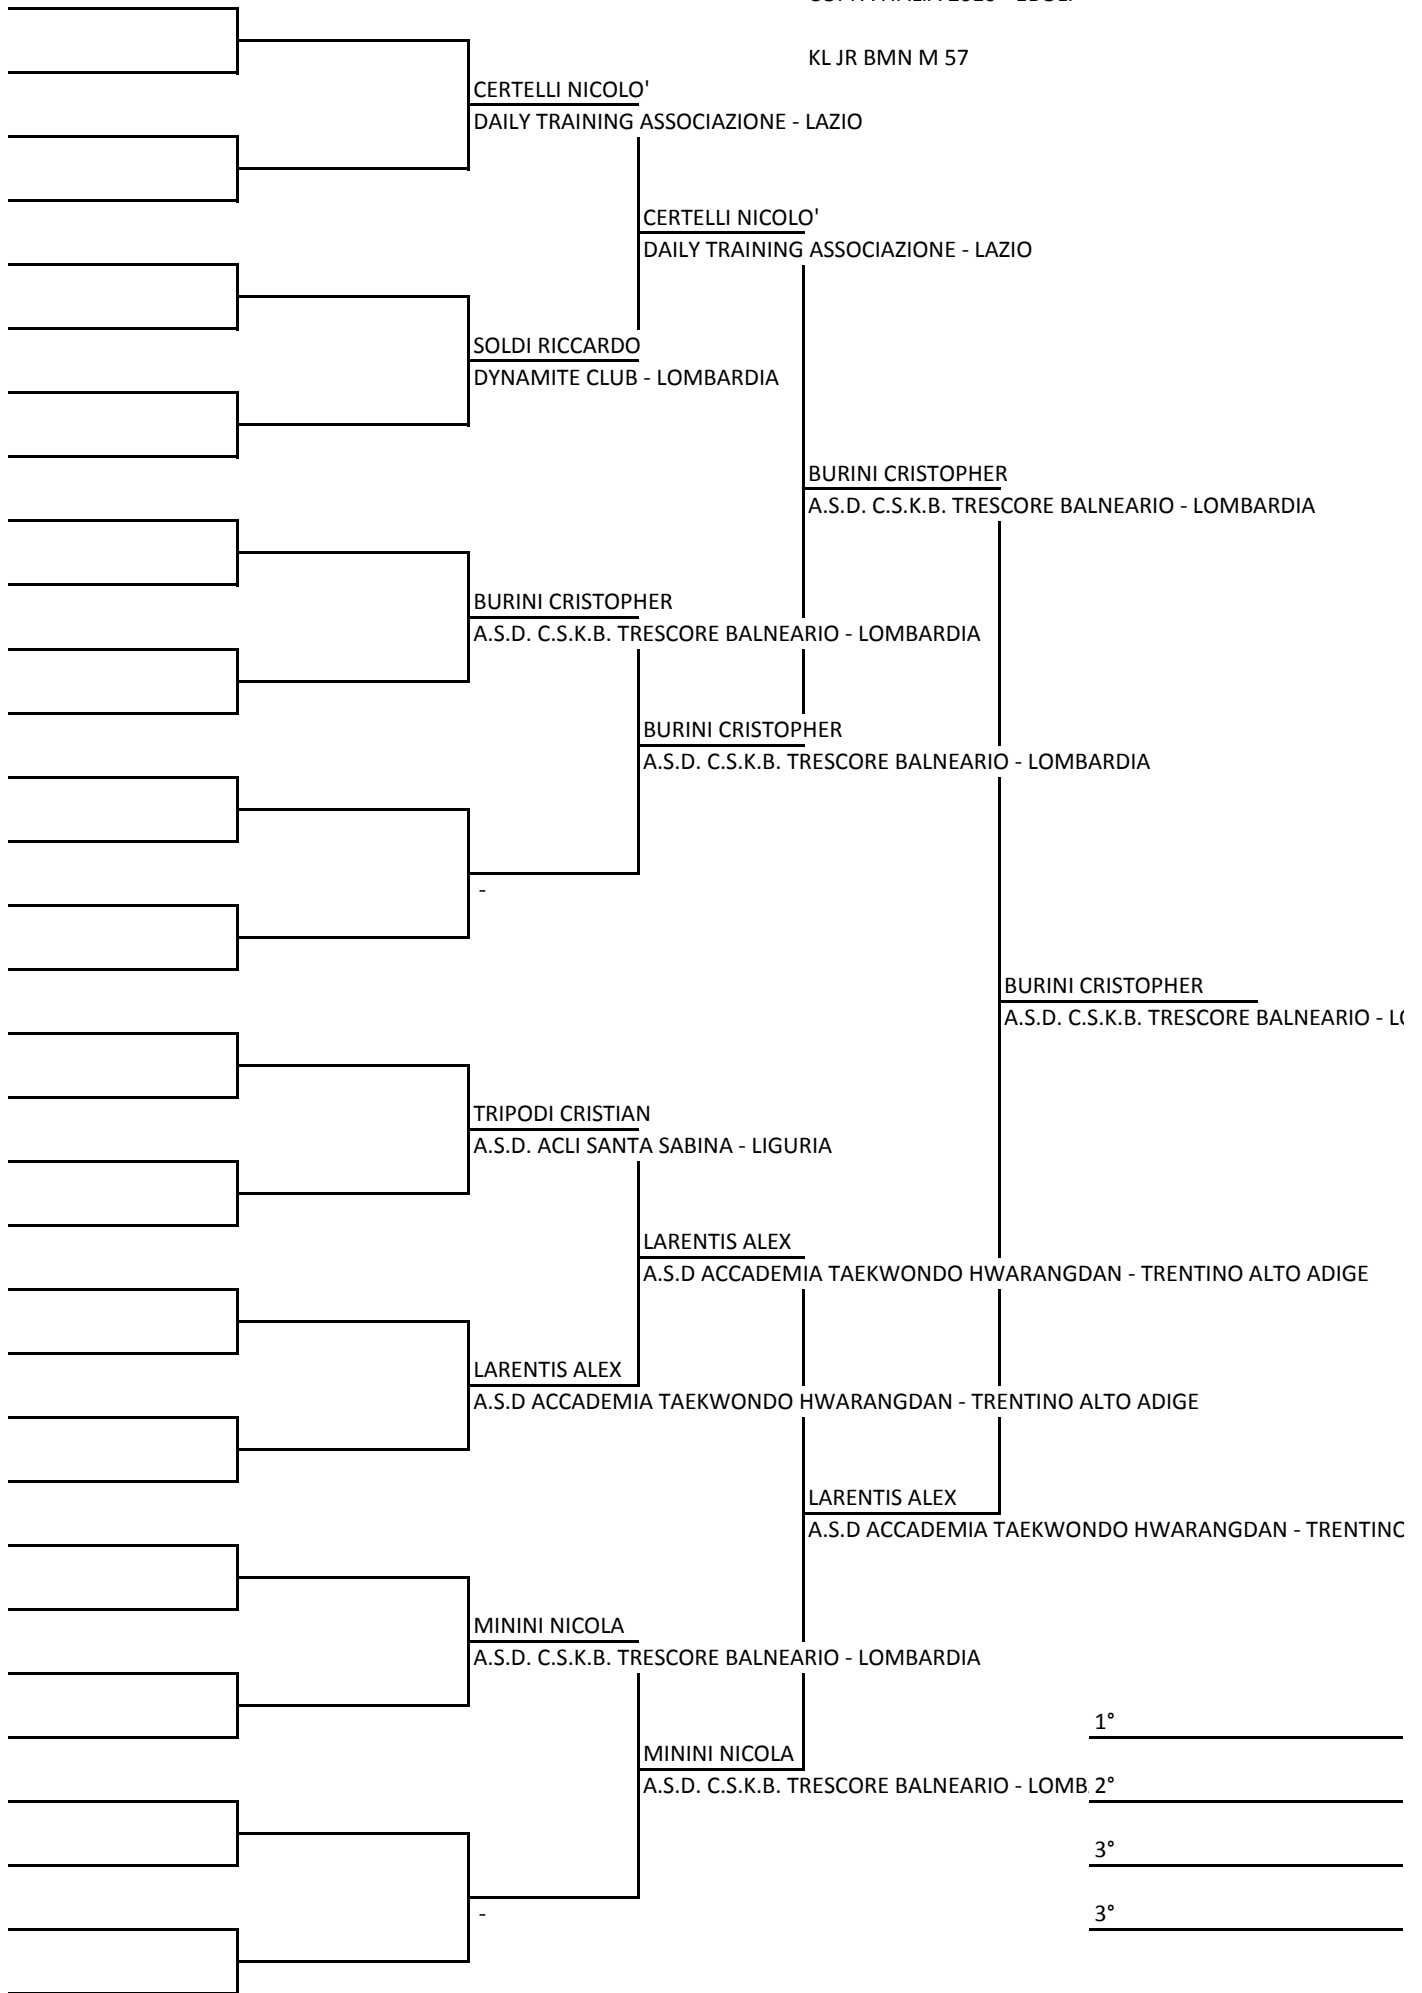 KL JR BMN M 57
CERTELLI NICOLO'
DAILY TRAINING ASSOCIAZIONE - LAZIO
CERTELLI NICOLO'
DAILY TRAINING ASSOCIAZIONE - LAZIO
SOLDI RICCARDO
DYNAMITE CLUB - LOMBARDIA
BURINI CRISTOPHER
A.S.D. C.S.K.B. TRESCORE BALNEARIO - LOMBARDIA
BURINI CRISTOPHER
A.S.D. C.S.K.B. TRESCORE BALNEARIO - LOMBARDIA
BURINI CRISTOPHER
A.S.D. C.S.K.B. TRESCORE BALNEARIO - LOMBARDIA
-
BURINI CRISTOPHER
A.S.D. C.S.K.B. TRESCORE BALNEARIO - LO
TRIPODI CRISTIAN
A.S.D. ACLI SANTA SABINA - LIGURIA
LARENTIS ALEX
A.S.D ACCADEMIA TAEKWONDO HWARANGDAN - TRENTINO ALTO ADIGE
LARENTIS ALEX
A.S.D ACCADEMIA TAEKWONDO HWARANGDAN - TRENTINO ALTO ADIGE
LARENTIS ALEX
A.S.D ACCADEMIA TAEKWONDO HWARANGDAN - TRENTINO
MININI NICOLA
A.S.D. C.S.K.B. TRESCORE BALNEARIO - LOMBARDIA
1°
MININI NICOLA
A.S.D. C.S.K.B. TRESCORE BALNEARIO - LOMB
2°
3°
-
3°